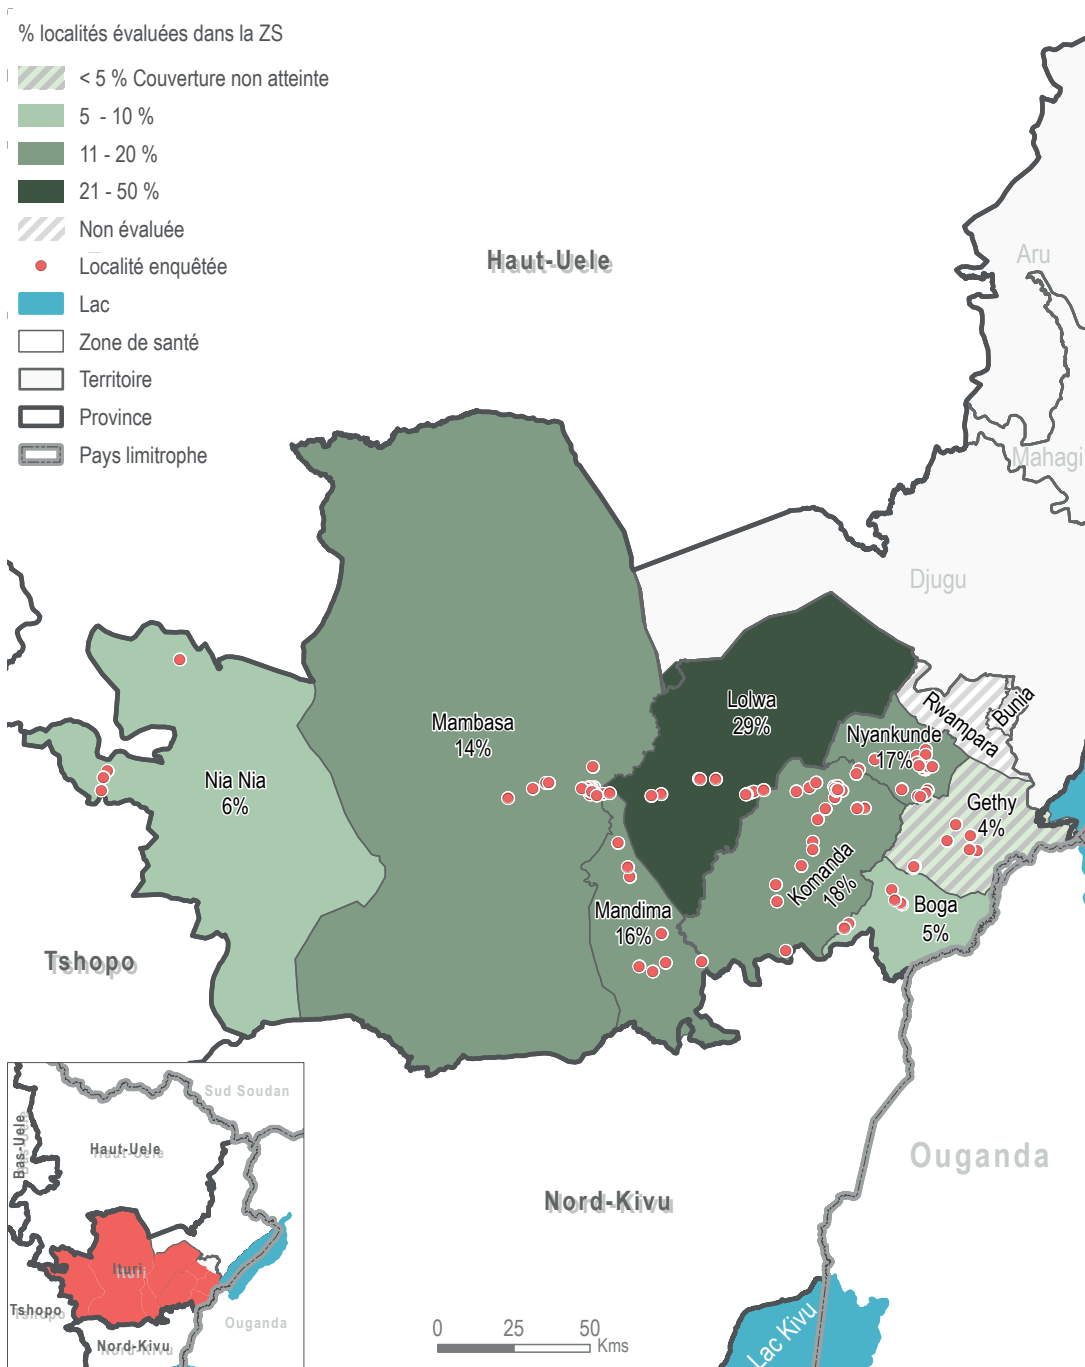 % localités évaluées dans la ZS
< 5 % Couverture non atteinte
5 - 10 %
11 - 20 %
21 - 50 %
Non évaluée
Localité enquêtée
Lac
Zone de santé
Territoire
Province
Pays limitrophe
Haut-Uele
Aru
Mahagi
Djugu
Rwampara
Bunia
Lolwa
29%
Mambasa
14%
Nyankunde
17%
Nia Nia
6%
Gethy
4%
Komanda
18%
Mandima
16%
Boga
5%
Tshopo
Ouganda
Nord-Kivu
Lac Kivu
Sud Soudan
Bas-Uele
Haut-Uele
Ituri
Tshopo
Ouganda
Nord-Kivu
0 25 50
Kms